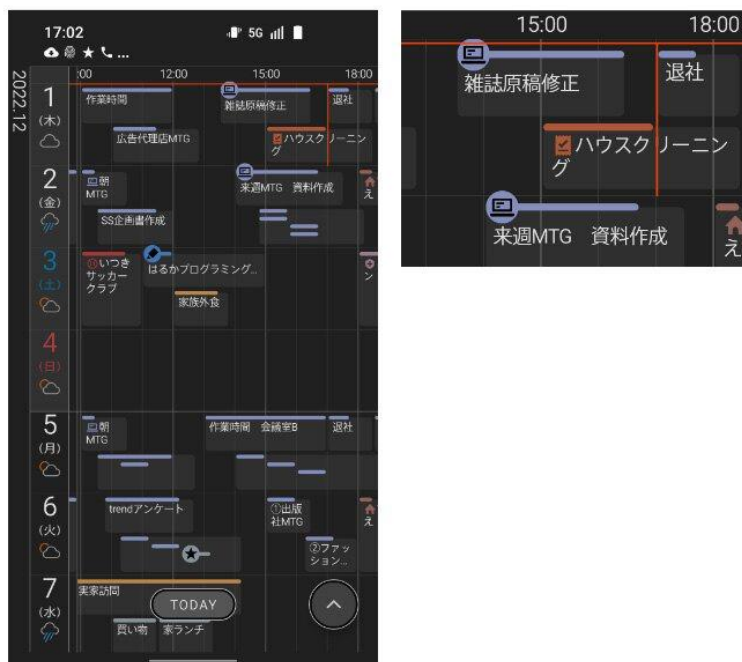 17:02
5G
2022.12
:00 12:00 15:00 18:00
1
(木)
作業時間
雑誌原稿修正
退社
広告代理店MTG
ハウスクリーニン
グ
2
(金)
朝
MTG
来週MTG 資料作成
え
SS企画書作成
3
(土)
いつき
サッカー
クラブ
はるかプログラミング...
ン
家族外食
4
(日)
5
(月)
朝
MTG
作業時間 会議室B
退社
6
(火)
trendアンケート
①出版
社MTG
え
②ファッ
ション...
7
(水)
実家訪問
TODAY
買い物
家ランチ
15:00 18:00
雑誌原稿修正
退社
ハウスクリーニン
グ
来週MTG 資料作成
え